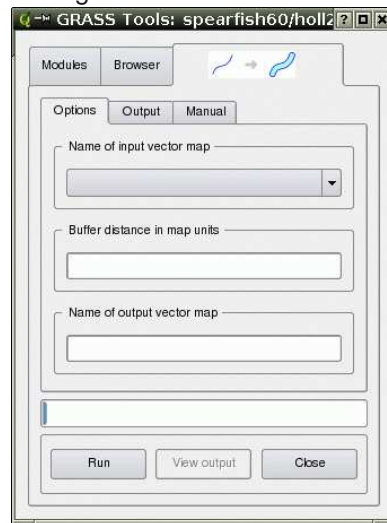 GRASS Tools: spearfish60/holl2
Modules Browser
Options Output Manual
Name of input vector map
Buffer distance in map units
Name of output vector map
Run View output Close